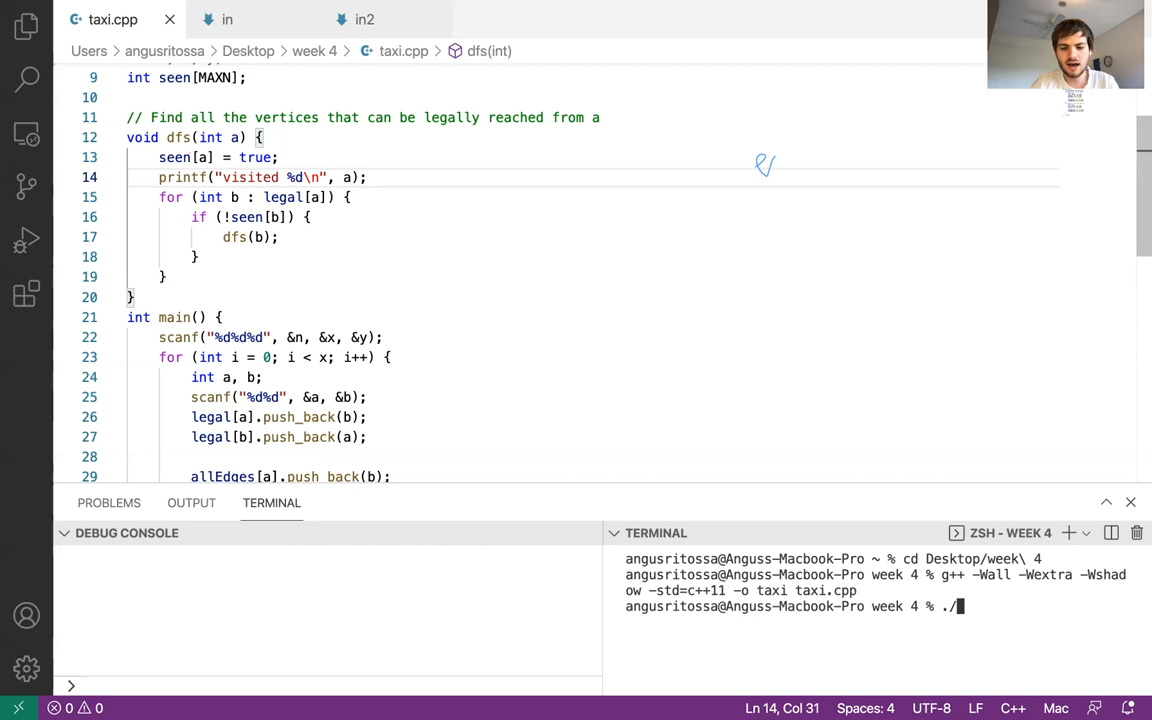 taxi.cpp
in
in2
Users > angusritossa > Desktop > week 4 > taxi.cpp > dfs(int)
9 int seen[MAXN];
10
11 // Find all the vertices that can be legally reached from a
12 void dfs(int a) {
13 seen[a] = true;
14 printf("visited %d\n", a);
15 for (int b : legal[a]) {
16 if (!seen[b]) {
17 dfs(b);
18 }
19 }
20 }
21 int main() {
22 scanf("%d%d%d", &n, &x, &y);
23 for (int i = 0; i < x; i++) {
24 int a, b;
25 scanf("%d%d", &a, &b);
26 legal[a].push_back(b);
27 legal[b].push_back(a);
28
29 allEdges[a].push_back(b);
PROBLEMS OUTPUT TERMINAL
DEBUG CONSOLE
>
TERMINAL
ZSH - WEEK 4
angusritossa@Anguss-Macbook-Pro ~ % cd Desktop/week\ 4
angusritossa@Anguss-Macbook-Pro week 4 % g++ -Wall -Wextra -Wshad
ow -std=c++11 -o taxi taxi.cpp
angusritossa@Anguss-Macbook-Pro week 4 % ./
0 0
Ln 14, Col 31 Spaces: 4 UTF-8 LF C++ Mac